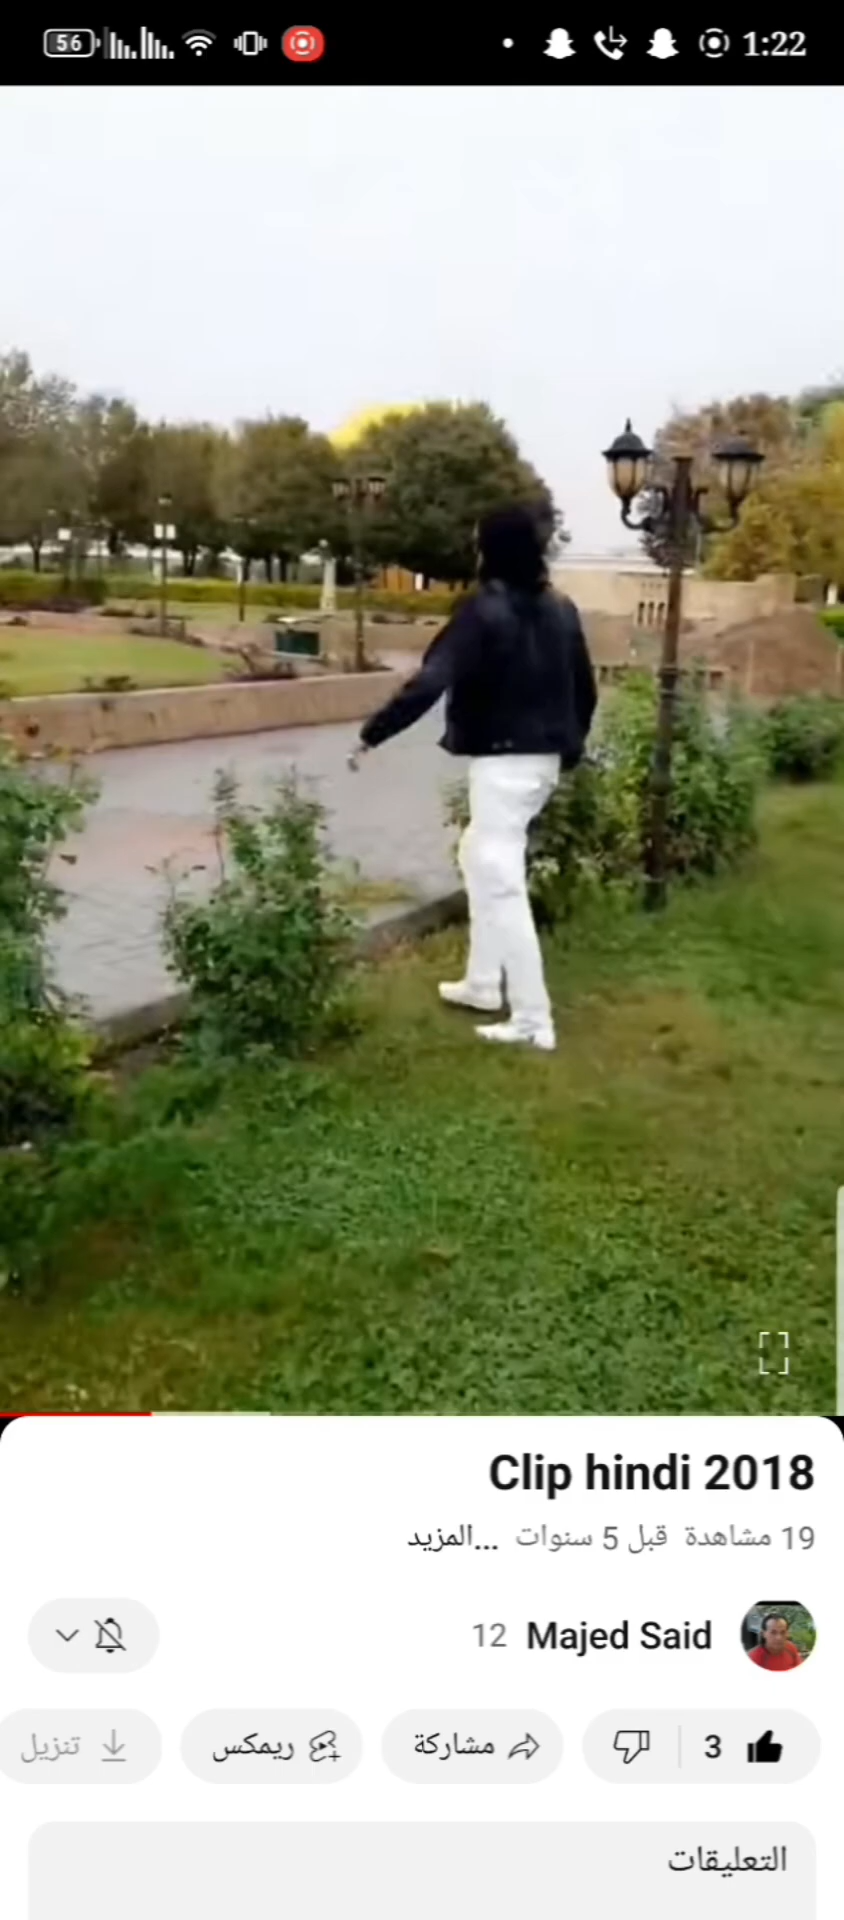 56 1:22
Clip hindi 2018
19 مشاهدة قبل 5 سنوات ...المزيد
Majed Said 12
3 مشاركة ريمكس تنزيل
التعليقات